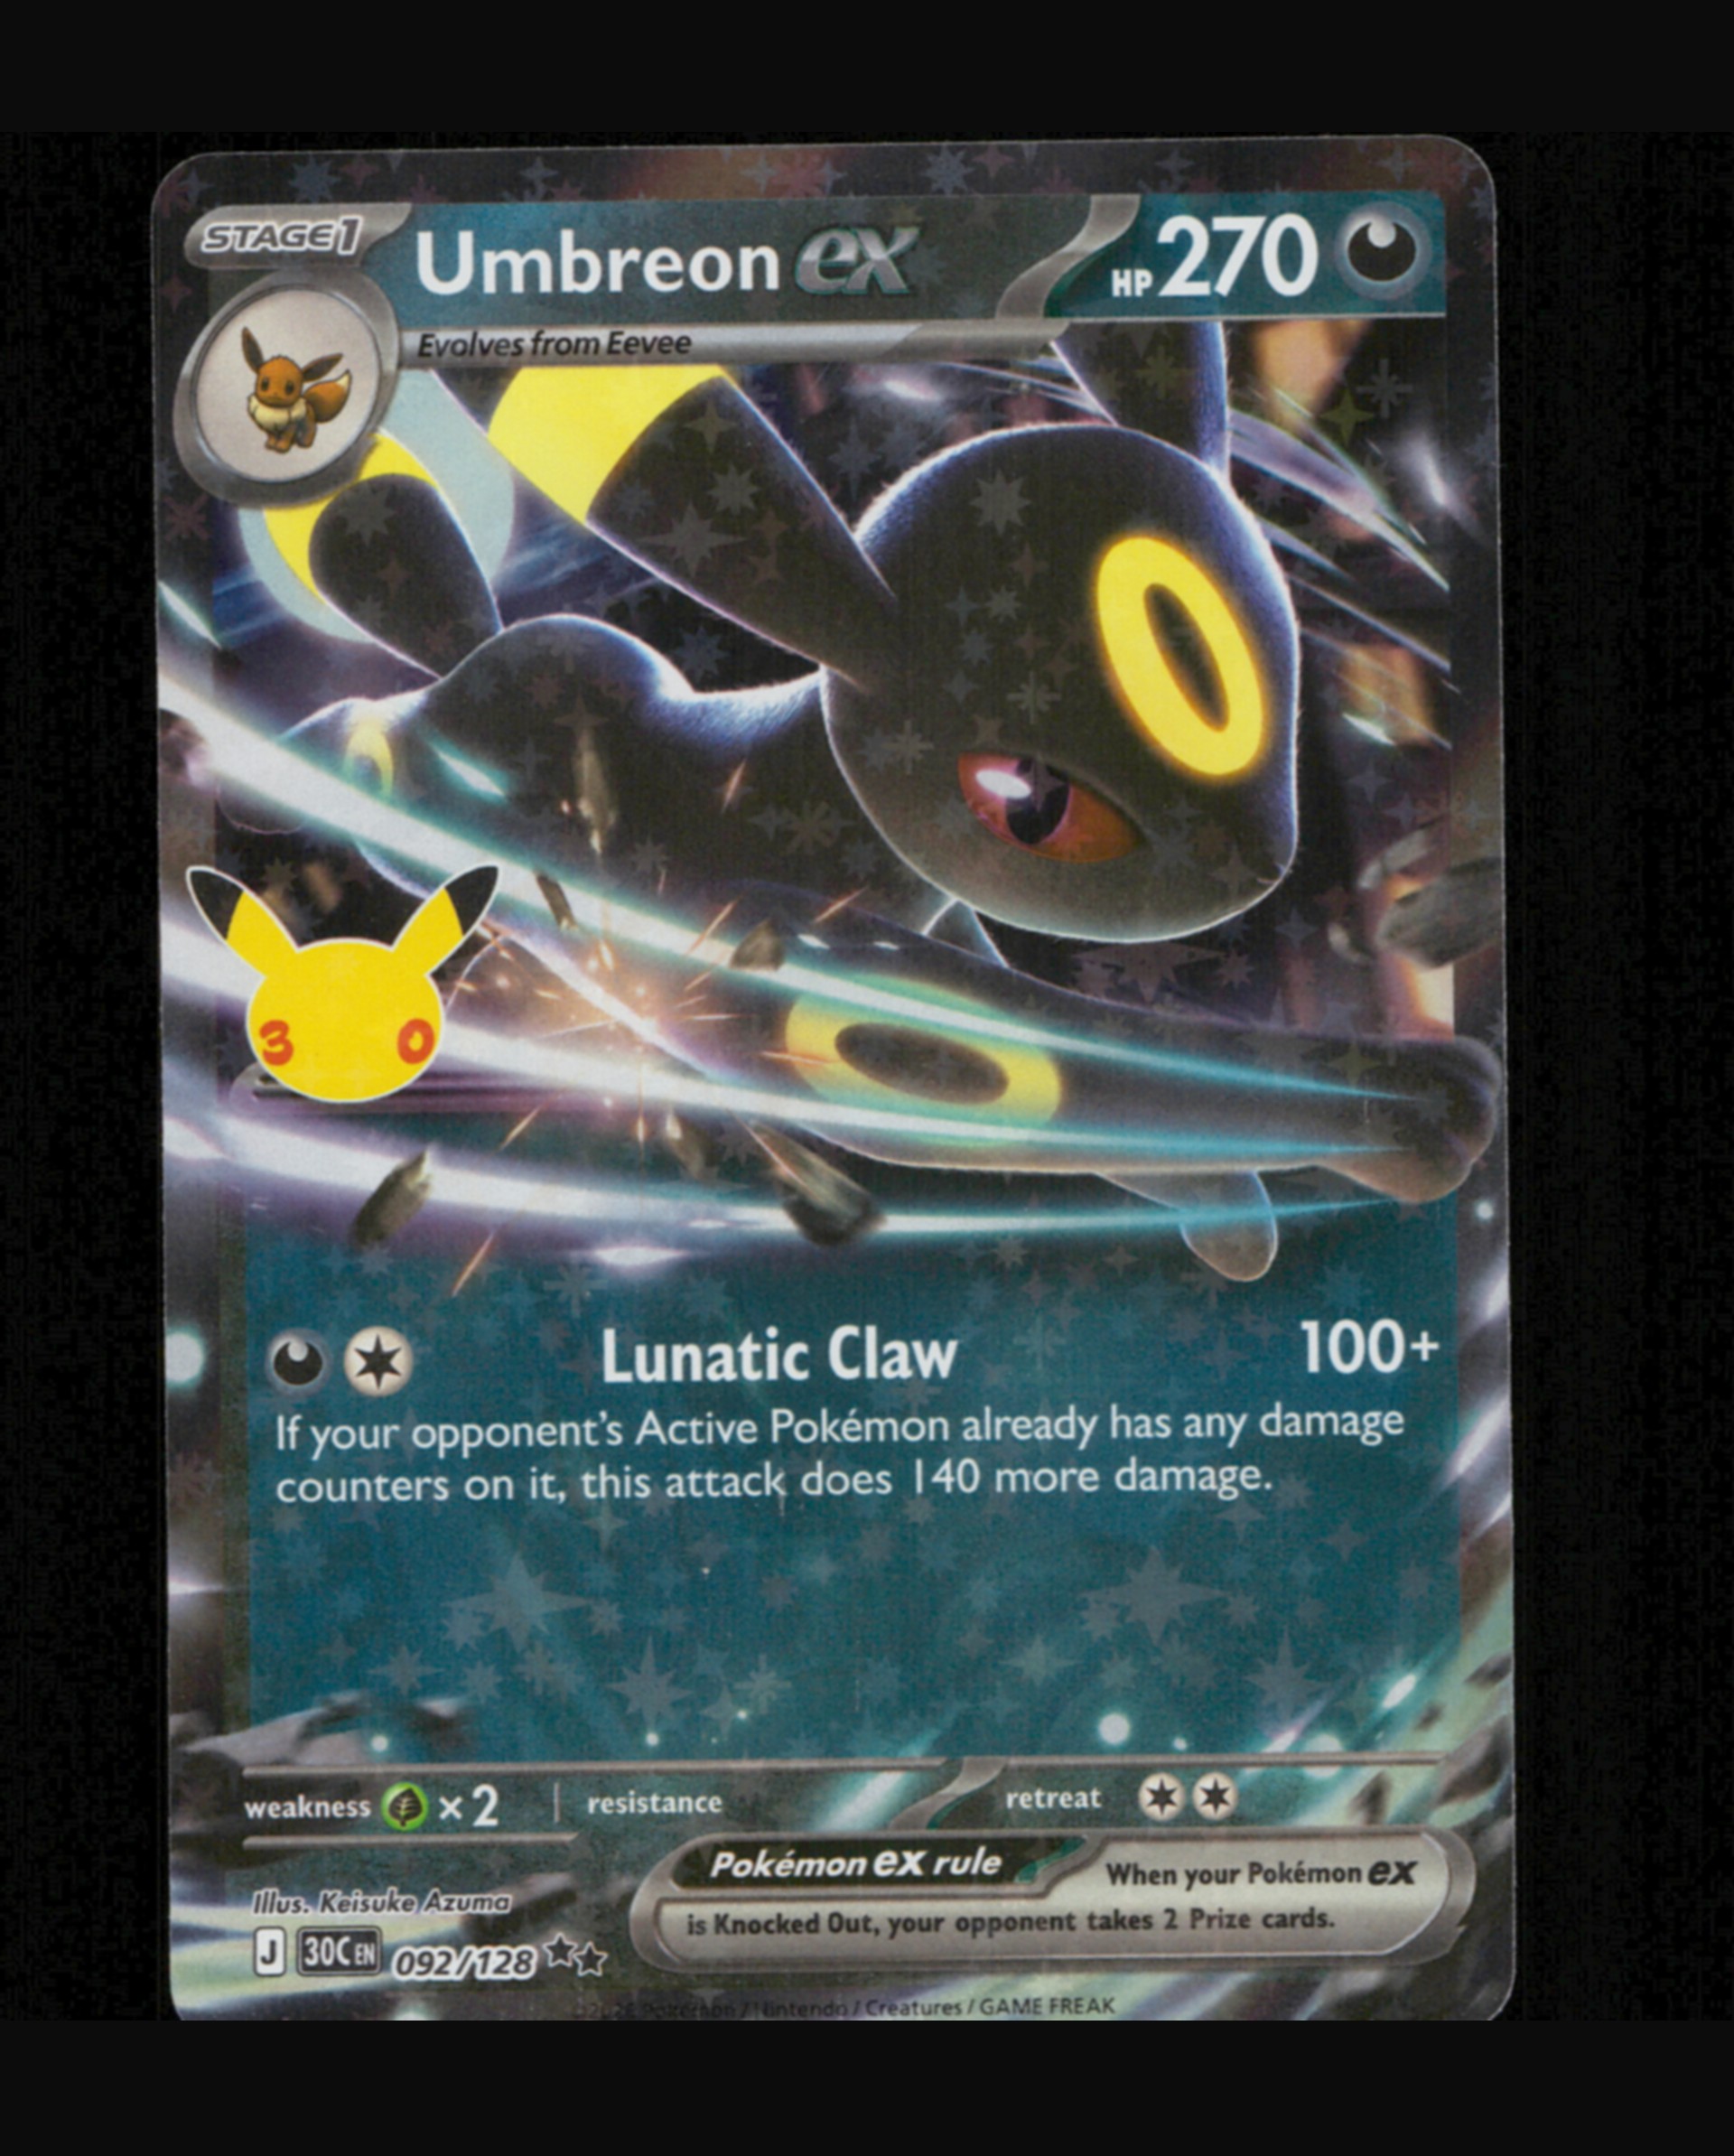 STAGE1
Umbreon ex
HP 270
Evolves from Eevee
3 0
Lunatic Claw 100+
If your opponent's Active Pokémon already has any damage
counters on it, this attack does 140 more damage.
weakness ×2 | resistance retreat
Pokémon ex rule When your Pokémon ex
is Knocked Out, your opponent takes 2 Prize cards.
Illus. Keisuke Azuma
J 30C EN 092/128
Pokémon / Nintendo / Creatures / GAME FREAK